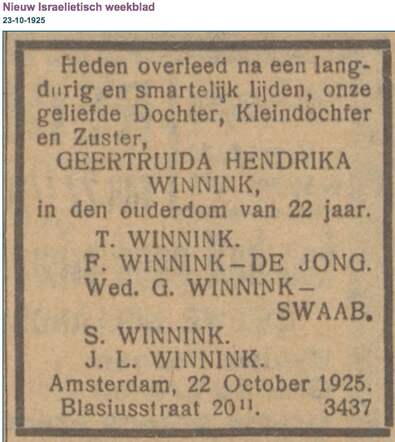 Nieuw Israelietisch weekblad
23-10-1925
Heden overleed na een lang-
durig en smartelijk lijden, onze
geliefde Dochter, Kleindochter
en Zuster,
GEERTRUIDA HENDRIKA
WINNINK,
in den ouderdom van 22 jaar.
T. WINNINK.
F. WINNINK—DE JONG.
Wed. G. WINNINK—
SWAAB.
S. WINNINK.
J. L. WINNINK.
Amsterdam, 22 October 1925.
Blasiusstraat 20¹¹. 3437